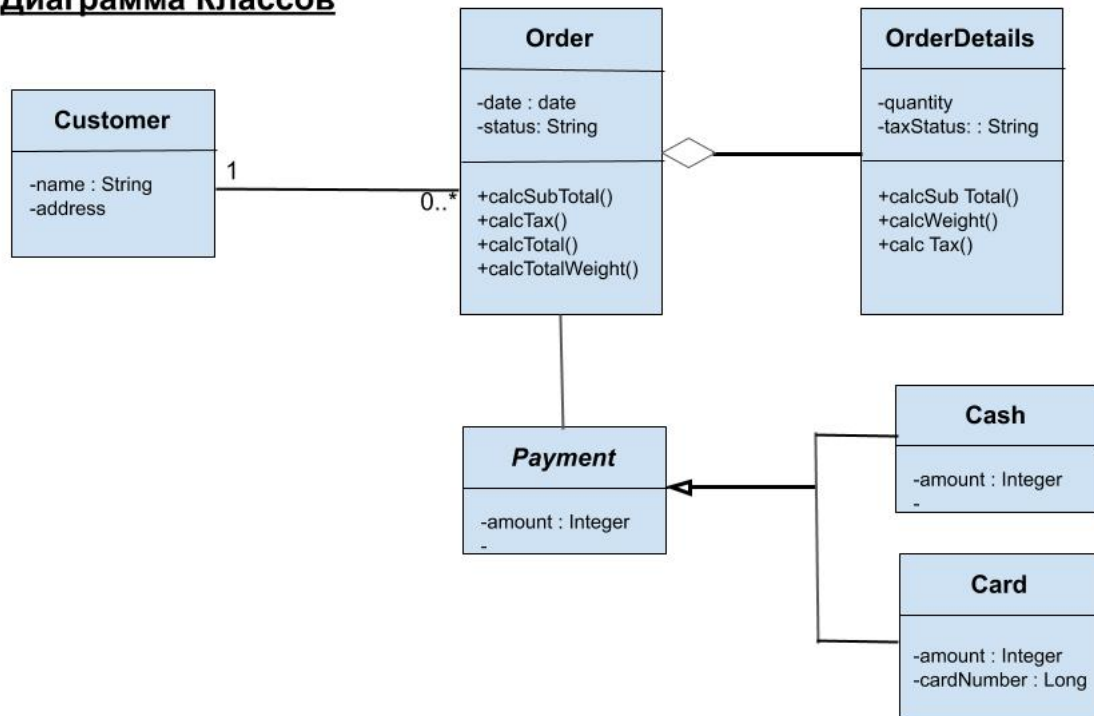 Диаграмма Классов
Order
-date : date
-status: String
+calcSubTotal()
+calcTax()
+calcTotal()
+calcTotalWeight()
OrderDetails
-quantity
-taxStatus: : String
+calcSub Total()
+calcWeight()
+calc Tax()
Customer
-name : String
-address
1
0..*
Payment
-amount : Integer
-
Cash
-amount : Integer
-
Card
-amount : Integer
-cardNumber : Long